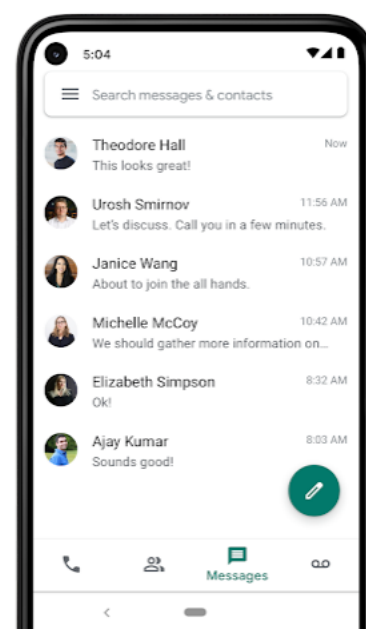 5:04
Search messages & contacts
Theodore Hall
Now
This looks great!
Urosh Smirnov
11:56 AM
Let's discuss. Call you in a few minutes.
Janice Wang
10:57 AM
About to join the all hands.
Michelle McCoy
10:42 AM
We should gather more information on...
Elizabeth Simpson
8:32 AM
Ok!
Ajay Kumar
8:03 AM
Sounds good!
Messages